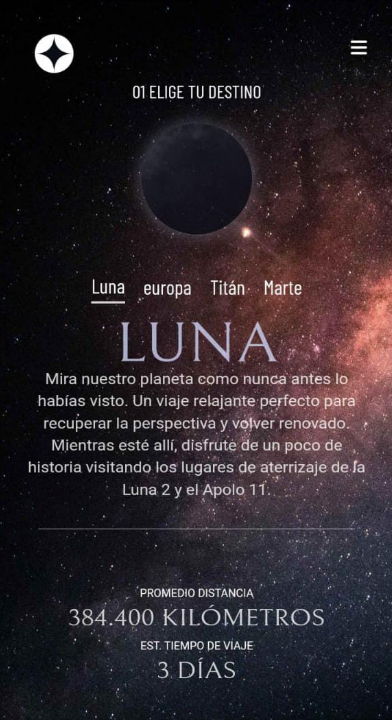 01 ELIGE TU DESTINO
Luna europa Titán Marte
LUNA
Mira nuestro planeta como nunca antes lo
habías visto. Un viaje relajante perfecto para
recuperar la perspectiva y volver renovado.
Mientras esté allí, disfrute de un poco de
historia visitando los lugares de aterrizaje de la
Luna 2 y el Apolo 11.
PROMEDIO DISTANCIA
384.400 KILÓMETROS
EST. TIEMPO DE VIAJE
3 DÍAS